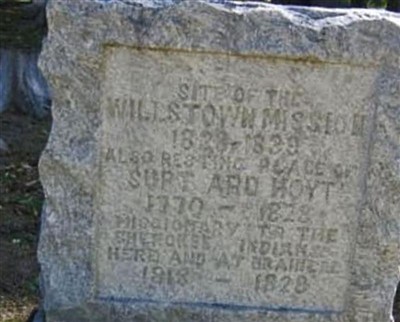 SITE OF THE
WILLSTOWN MISSION
1823-1839
ALSO RESTING PLACE OF
SUPT. ARD HOYT
1770 - 1828
MISSIONARY TO THE
CHEROKEE INDIANS
HERE AND AT BRAINERD
1918 - 1828